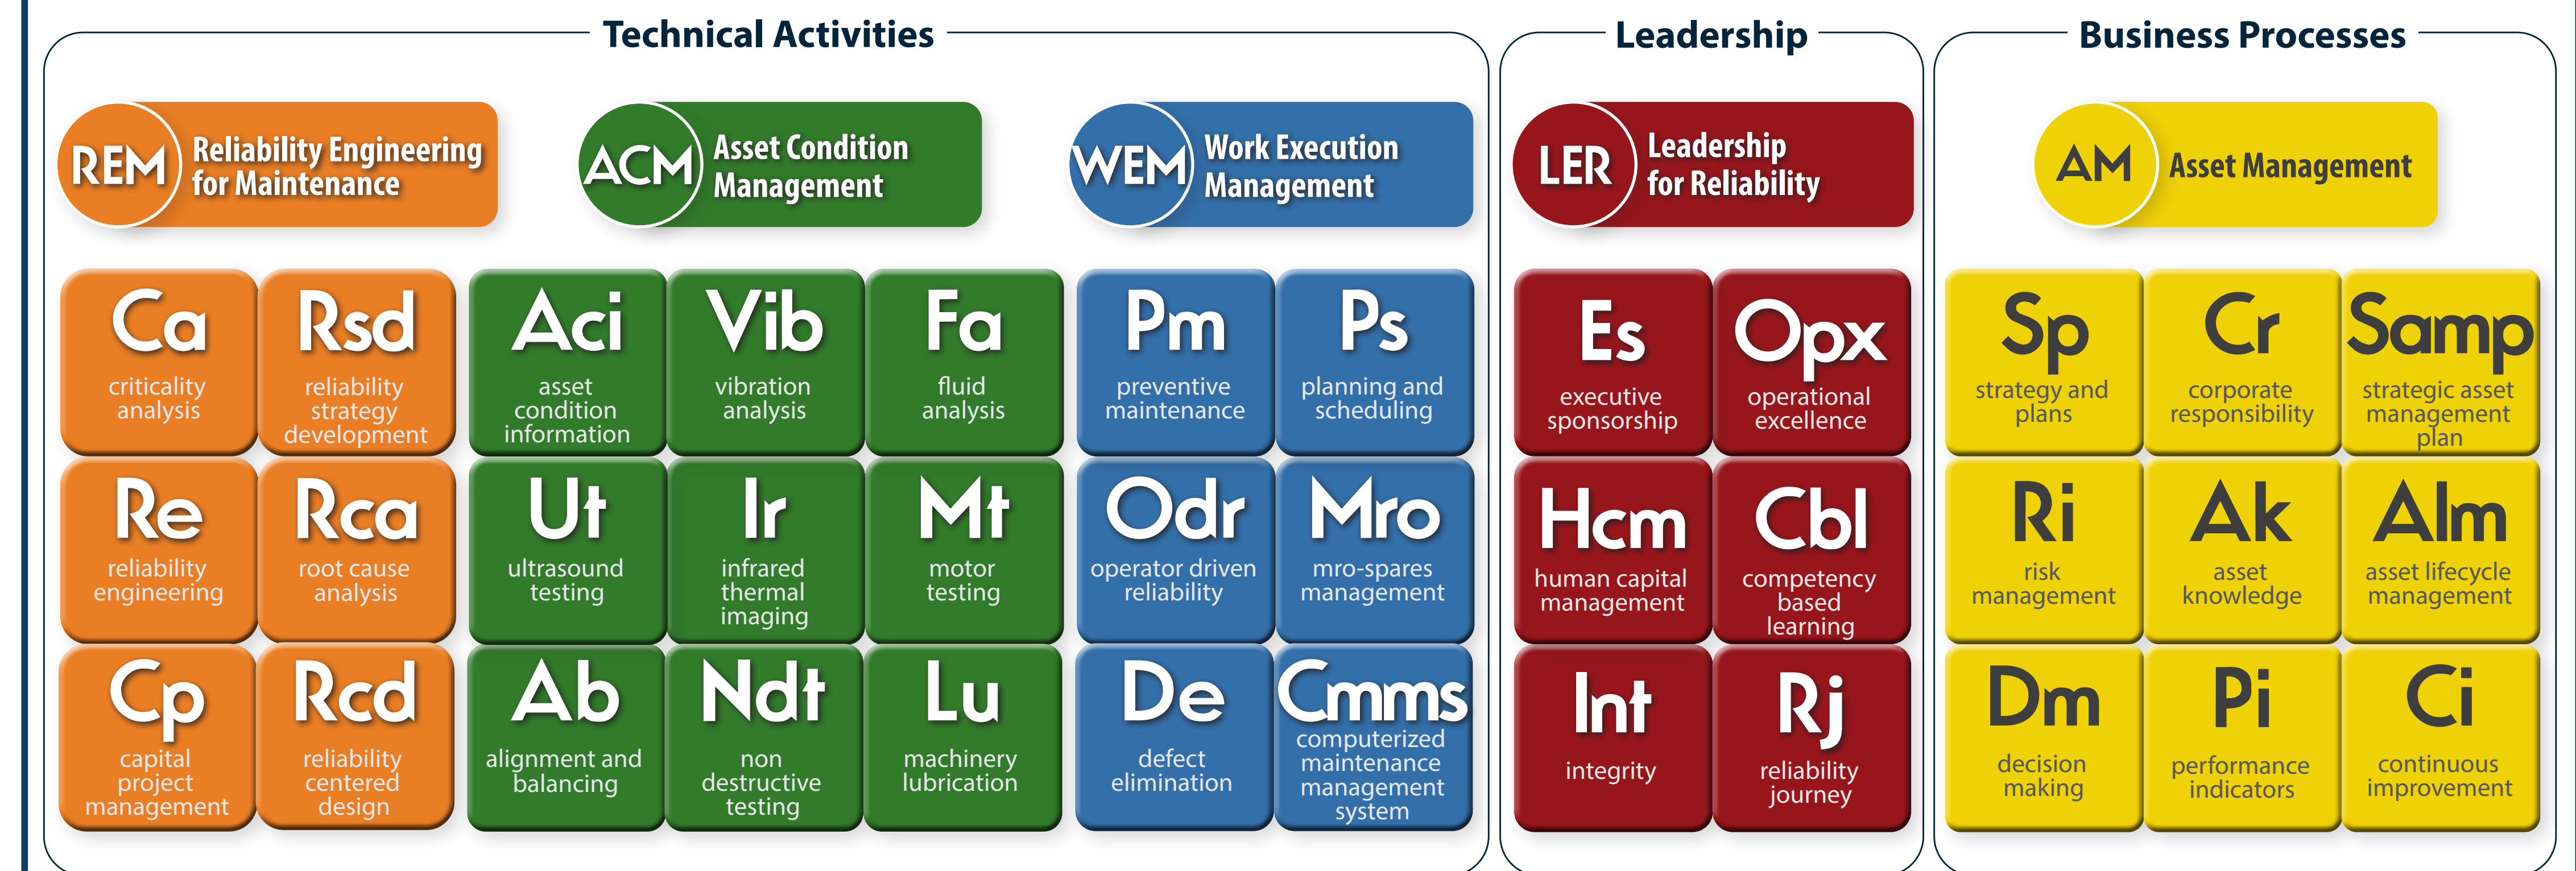 Technical Activities
Leadership
Business Processes
REM
Reliability Engineering
for Maintenance
ACM
Asset Condition
Management
WEM
Work Execution
Management
LER
Leadership
for Reliability
AM
Asset Management
Ca
criticality
analysis
Rsd
reliability
strategy
development
Aci
asset
condition
information
Vib
vibration
analysis
Fa
fluid
analysis
Pm
preventive
maintenance
Ps
planning and
scheduling
Es
executive
sponsorship
Opx
operational
excellence
Sp
strategy and
plans
Cr
corporate
responsibility
Samp
strategic asset
management
plan
Re
reliability
engineering
Rca
root cause
analysis
Ut
ultrasound
testing
Ir
infrared
thermal
imaging
Mt
motor
testing
Odr
operator driven
reliability
Mro
mro-spares
management
Hcm
human capital
management
Cbl
competency
based
learning
Ri
risk
management
Ak
asset
knowledge
Alm
asset lifecycle
management
Cp
capital
project
management
Rcd
reliability
centered
design
Ab
alignment and
balancing
Ndt
non
destructive
testing
Lu
machinery
lubrication
De
defect
elimination
Cmms
computerized
maintenance
management
system
Int
integrity
Rj
reliability
journey
Dm
decision
making
Pi
performance
indicators
Ci
continuous
improvement